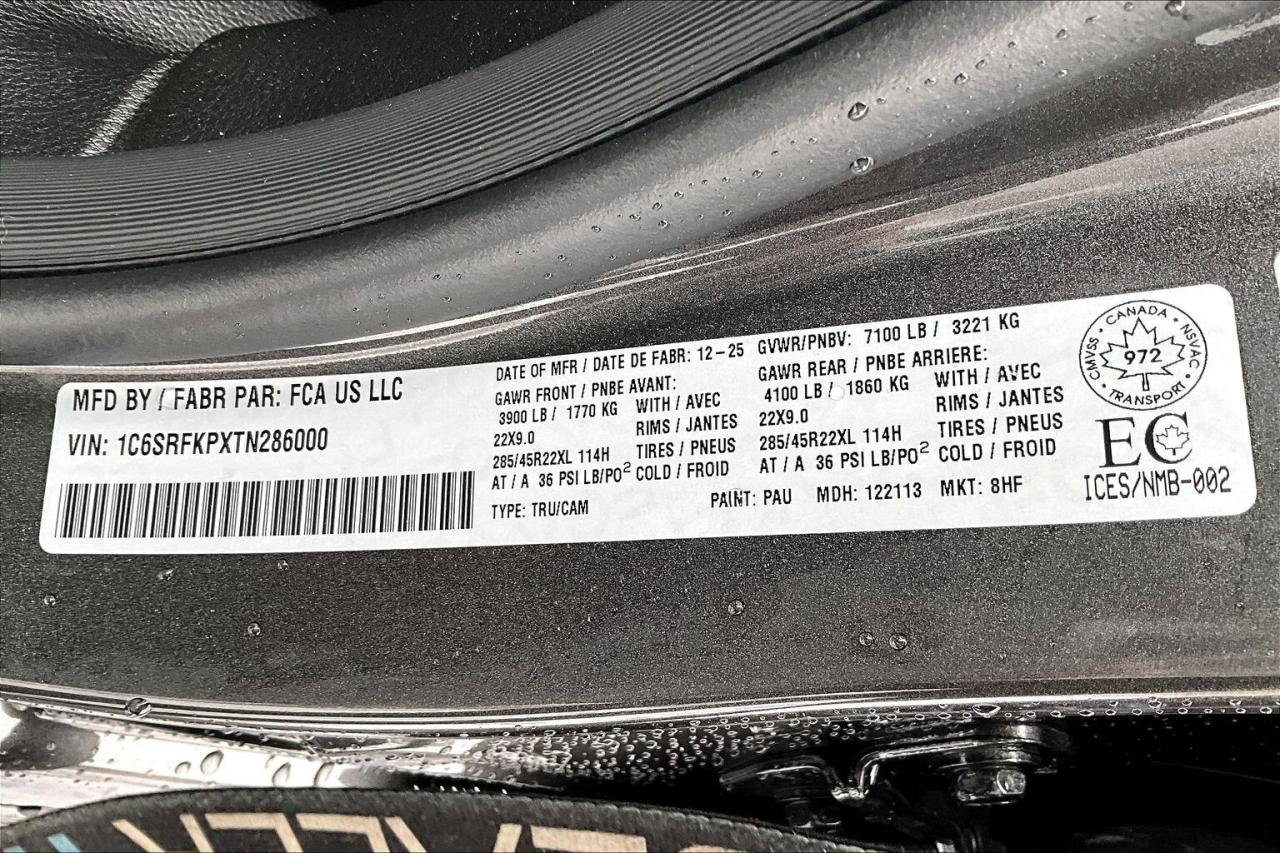 MFD BY / FABR PAR: FCA US LLC
VIN: 1C6SRFKPXTN286000
DATE OF MFR / DATE DE FABR: 12-25
GVWR/PNBV: 7100 LB / 3221 KG
GAWR FRONT / PNBE AVANT:
3900 LB / 1770 KG WITH / AVEC
22X9.0 RIMS / JANTES
285/45R22XL 114H TIRES / PNEUS
AT / A 36 PSI LB/PO² COLD / FROID
GAWR REAR / PNBE ARRIERE:
4100 LB / 1860 KG WITH / AVEC
22X9.0 RIMS / JANTES
285/45R22XL 114H TIRES / PNEUS
AT / A 36 PSI LB/PO² COLD / FROID
TYPE: TRU/CAM PAINT: PAU MDH: 122113 MKT: 8HF
CANADA
CMVSS 972 NSVAC
TRANSPORT
EC
ICES/NMB-002